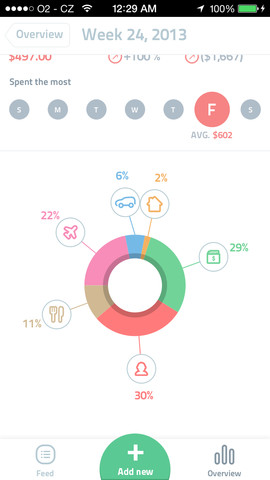 O2 - CZ 12:29 AM 100%
Overview Week 24, 2013
$497.00 +100 % ($1,667)
Spent the most
S M T W T F S
AVG. $602
6% 2%
22%
29%
11%
30%
Feed Add new Overview